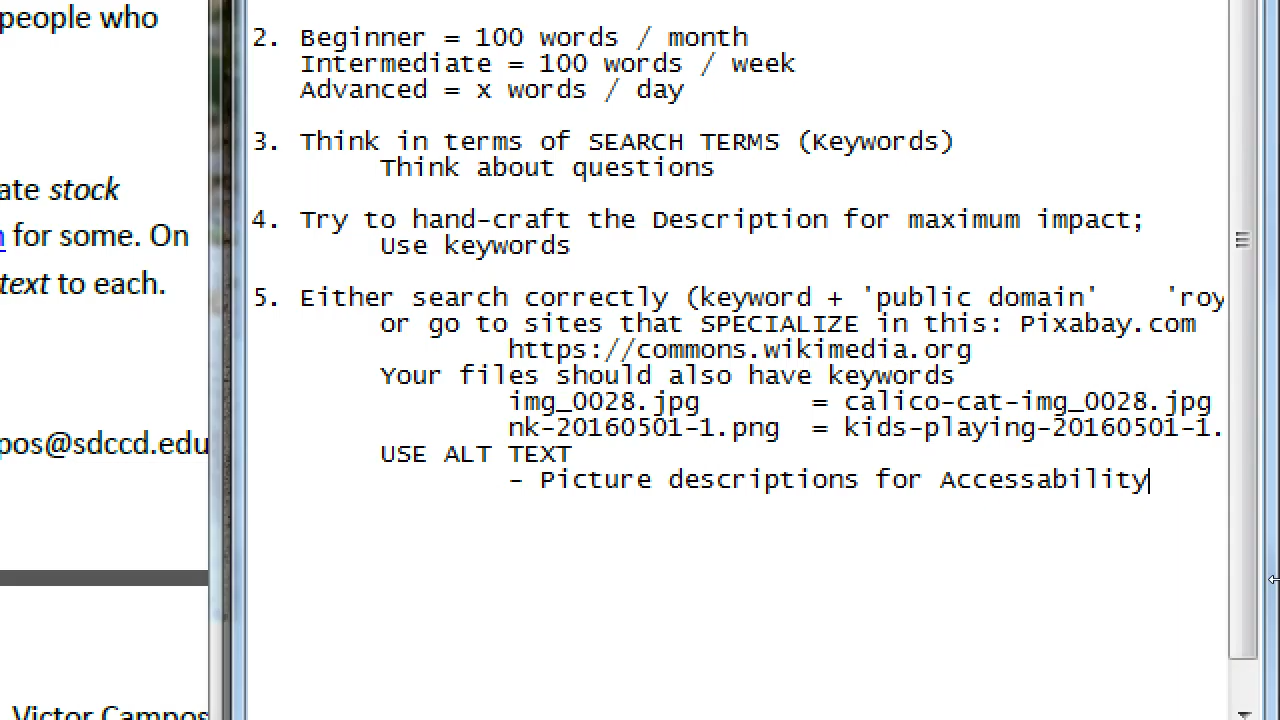 people who
ate stock
for some. On
text to each.
pos@sdccd.edu
Victor Campos
2. Beginner = 100 words / month
Intermediate = 100 words / week
Advanced = x words / day
3. Think in terms of SEARCH TERMS (Keywords)
Think about questions
4. Try to hand-craft the Description for maximum impact;
Use keywords
5. Either search correctly (keyword + 'public domain' 'roy
or go to sites that SPECIALIZE in this: Pixabay.com
https://commons.wikimedia.org
Your files should also have keywords
img_0028.jpg = calico-cat-img_0028.jpg
nk-20160501-1.png = kids-playing-20160501-1.
USE ALT TEXT
- Picture descriptions for Accessability